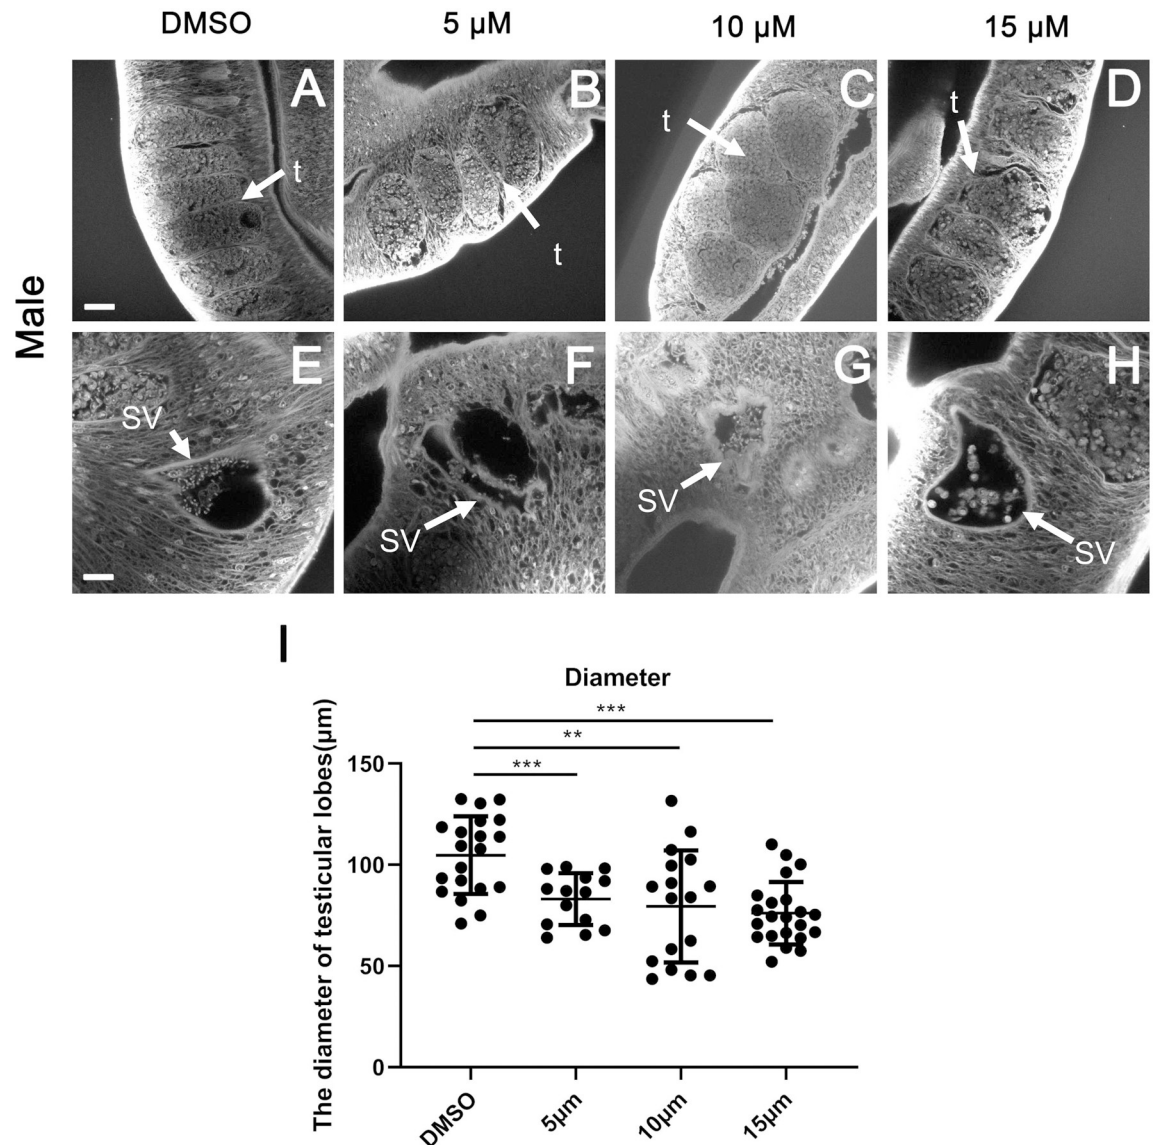 DMSO 5 µM 10 µM 15 µM
Male
A B C D
t t t t
E F G H
SV SV SV SV
I
Diameter
***
**
***
The diameter of testicular lobes(µm)
150
100
50
0
DMSO 5µm 10µm 15µm